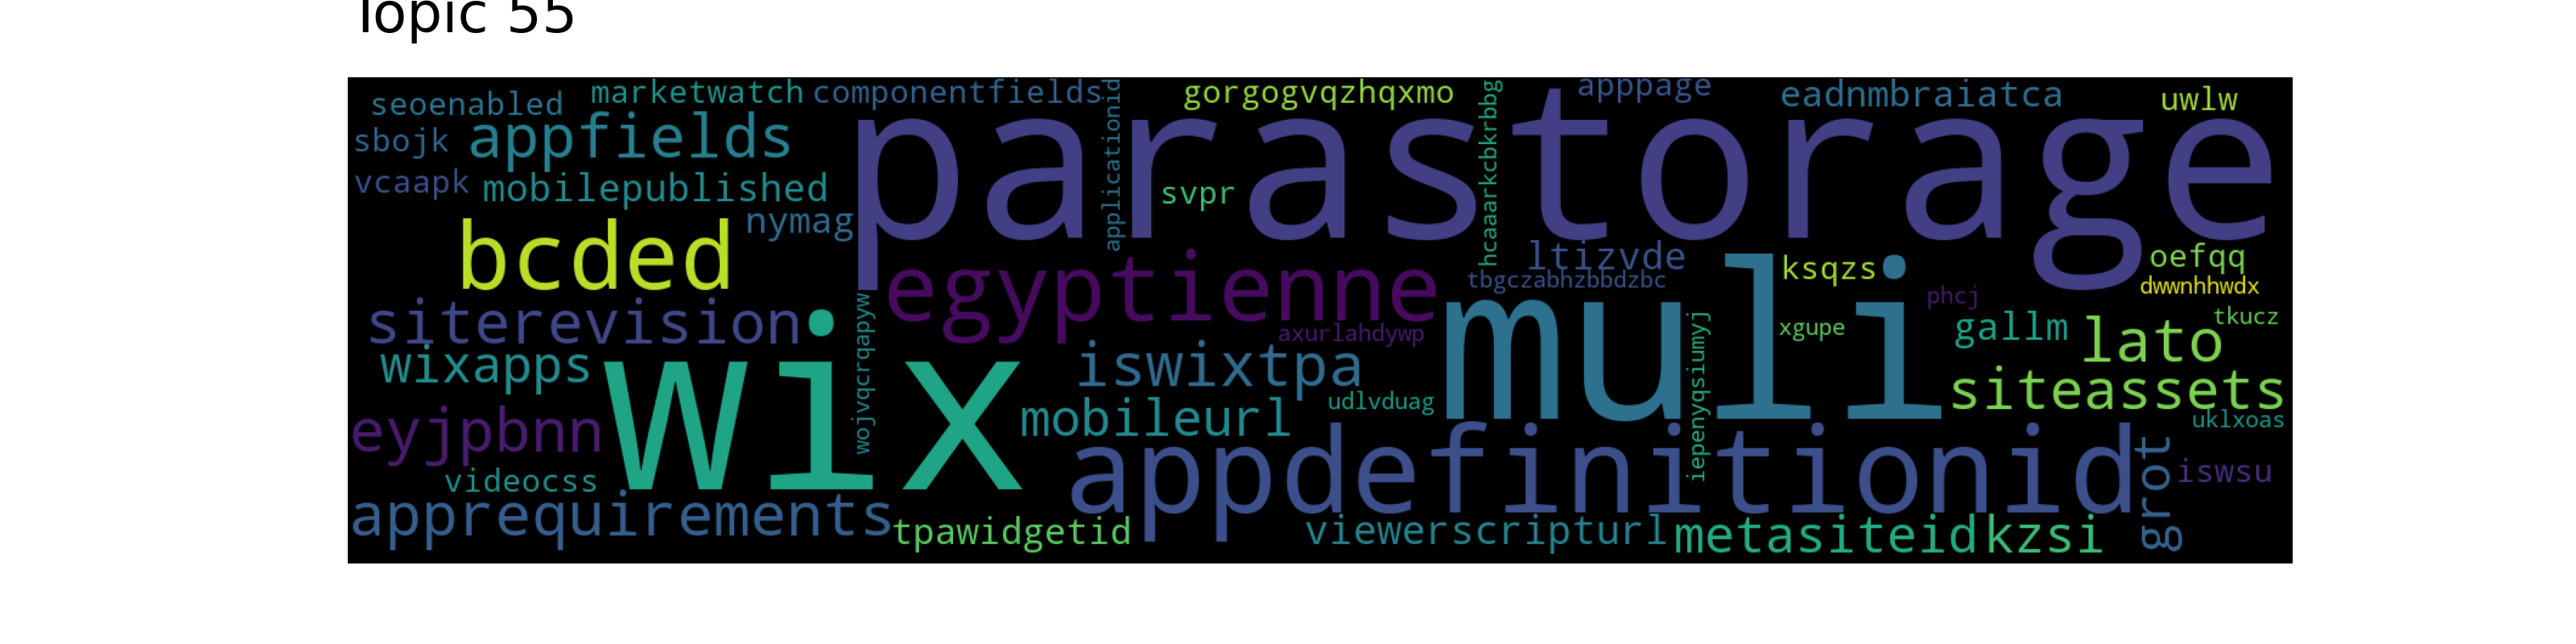 Topic 55
seoenabled marketwatch componentfields gorgogvqzhqxmo apppage eadnmbraiatca uwlw
sbojk appfields applicationid parastorage hcaaarkcbkrbbg
vcaapk mobilepublished svpr
bcded nymag ltizvde oefqq
egyptienne tbgczabhzbbdzbc muli ksqzs dwwnhhwdx
siterevision wojvqcrqapyw axurlahdywp iepenyqsiumyj xgupe phcj gallm lato tkucz
wixapps wix iswixtpa siteassets
eyjpbnn mobileurl udlvduag uklxoas
videocss appdefinitionid grot iswsu
apprequirements tpawidgetid viewerscripturl metasiteid kzsi